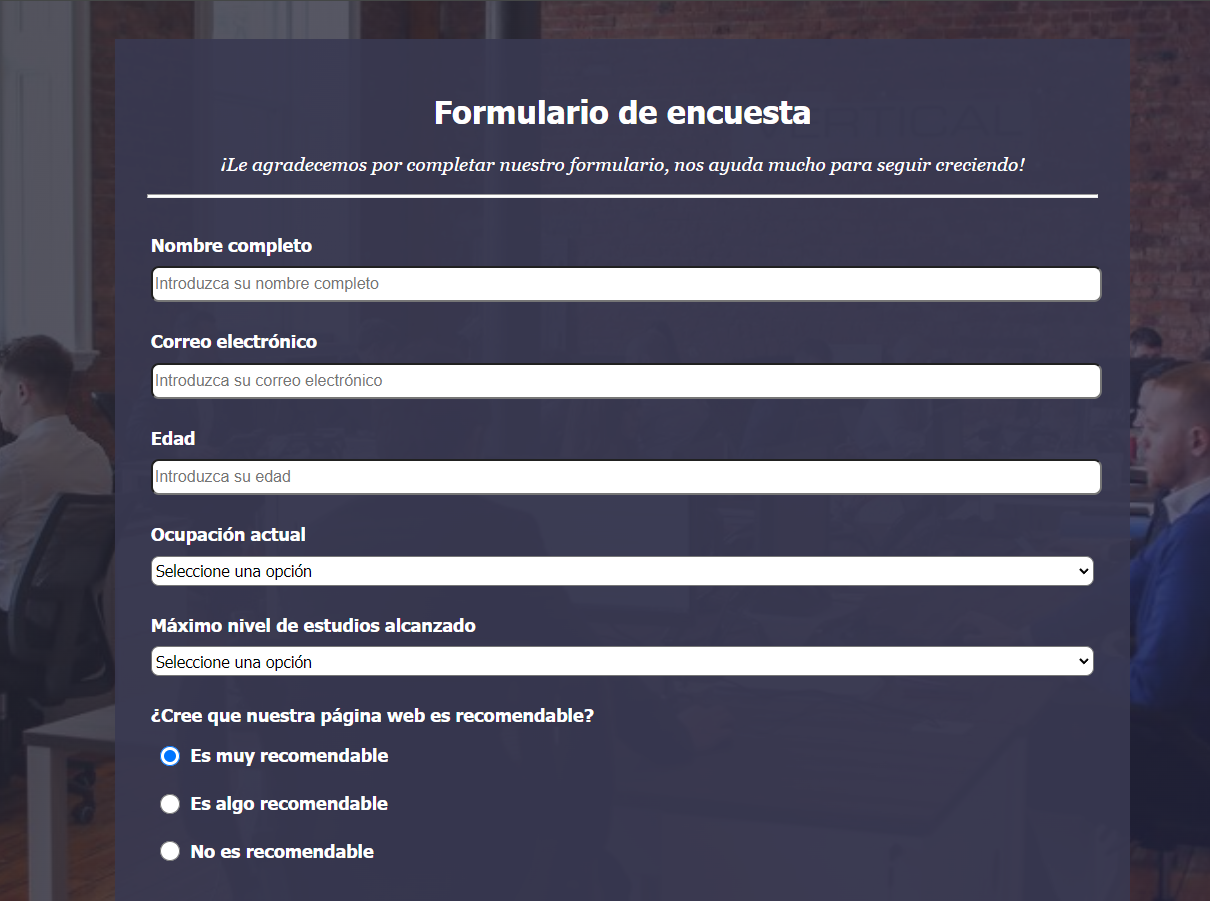 Formulario de encuesta
¡Le agradecemos por completar nuestro formulario, nos ayuda mucho para seguir creciendo!
Nombre completo
Introduzca su nombre completo
Correo electrónico
Introduzca su correo electrónico
Edad
Introduzca su edad
Ocupación actual
Seleccione una opción
Máximo nivel de estudios alcanzado
Seleccione una opción
¿Cree que nuestra página web es recomendable?
Es muy recomendable
Es algo recomendable
No es recomendable